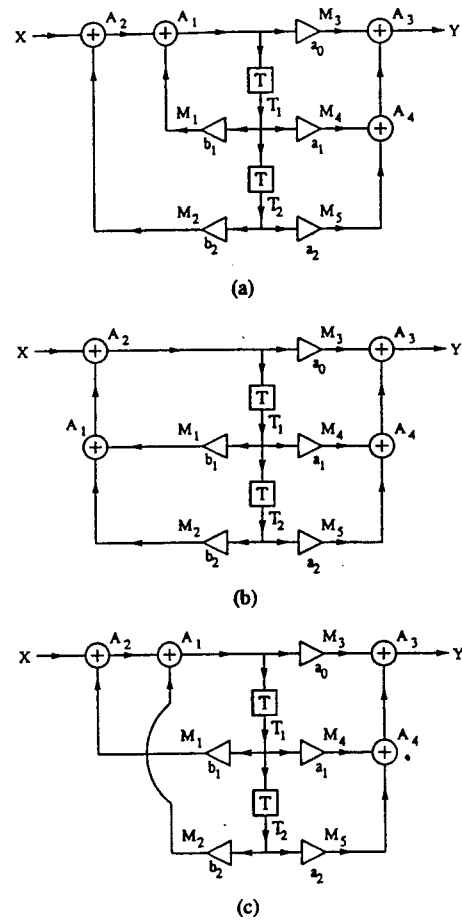 X A₂ A₁ M₃ A₃ Y
a₀
T
T₁
M₁ M₄ A₄
b₁ a₁
T
T₂
M₂ M₅
b₂ a₂
(a)
X A₂ M₃ A₃ Y
a₀
T
T₁
A₁ M₁ M₄ A₄
b₁ a₁
T
T₂
M₂ M₅
b₂ a₂
(b)
X A₂ A₁ M₃ A₃ Y
a₀
T
T₁
M₁ M₄ A₄
b₁ a₁
T
T₂
M₂ M₅
b₂ a₂
(c)